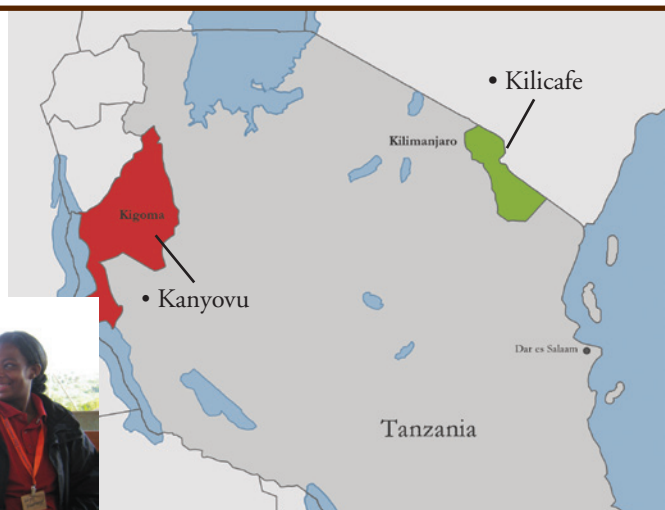 • Kilicafe
Kilimanjaro
Kigoma
• Kanyovu
Dar es Salaam
Tanzania